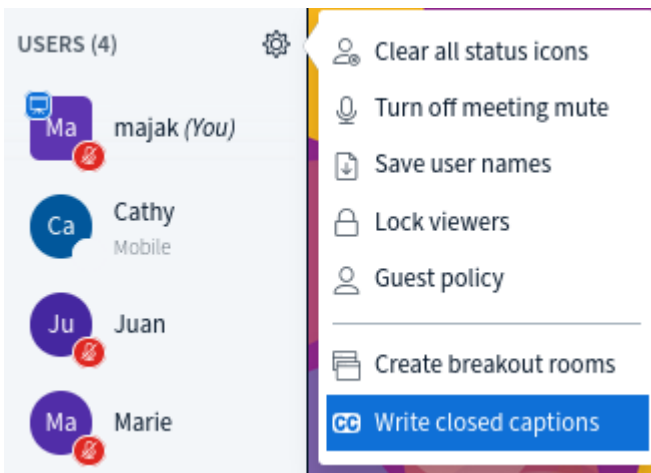 USERS (4)
Ma
majak (You)
Ca
Cathy
Mobile
Ju
Juan
Ma
Marie
Clear all status icons
Turn off meeting mute
Save user names
Lock viewers
Guest policy
Create breakout rooms
CC Write closed captions